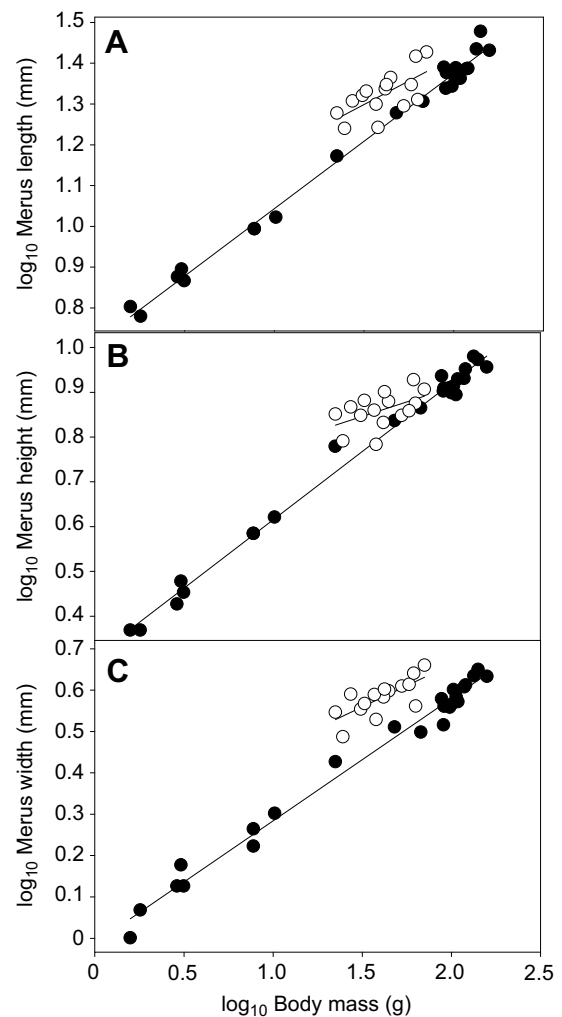 A
log10 Merus length (mm)
1.5
1.4
1.3
1.2
1.1
1.0
0.9
0.8
B
log10 Merus height (mm)
1.0
0.9
0.8
0.7
0.6
0.5
0.4
C
log10 Merus width (mm)
0.7
0.6
0.5
0.4
0.3
0.2
0.1
0
0 0.5 1.0 1.5 2.0 2.5
log10 Body mass (g)